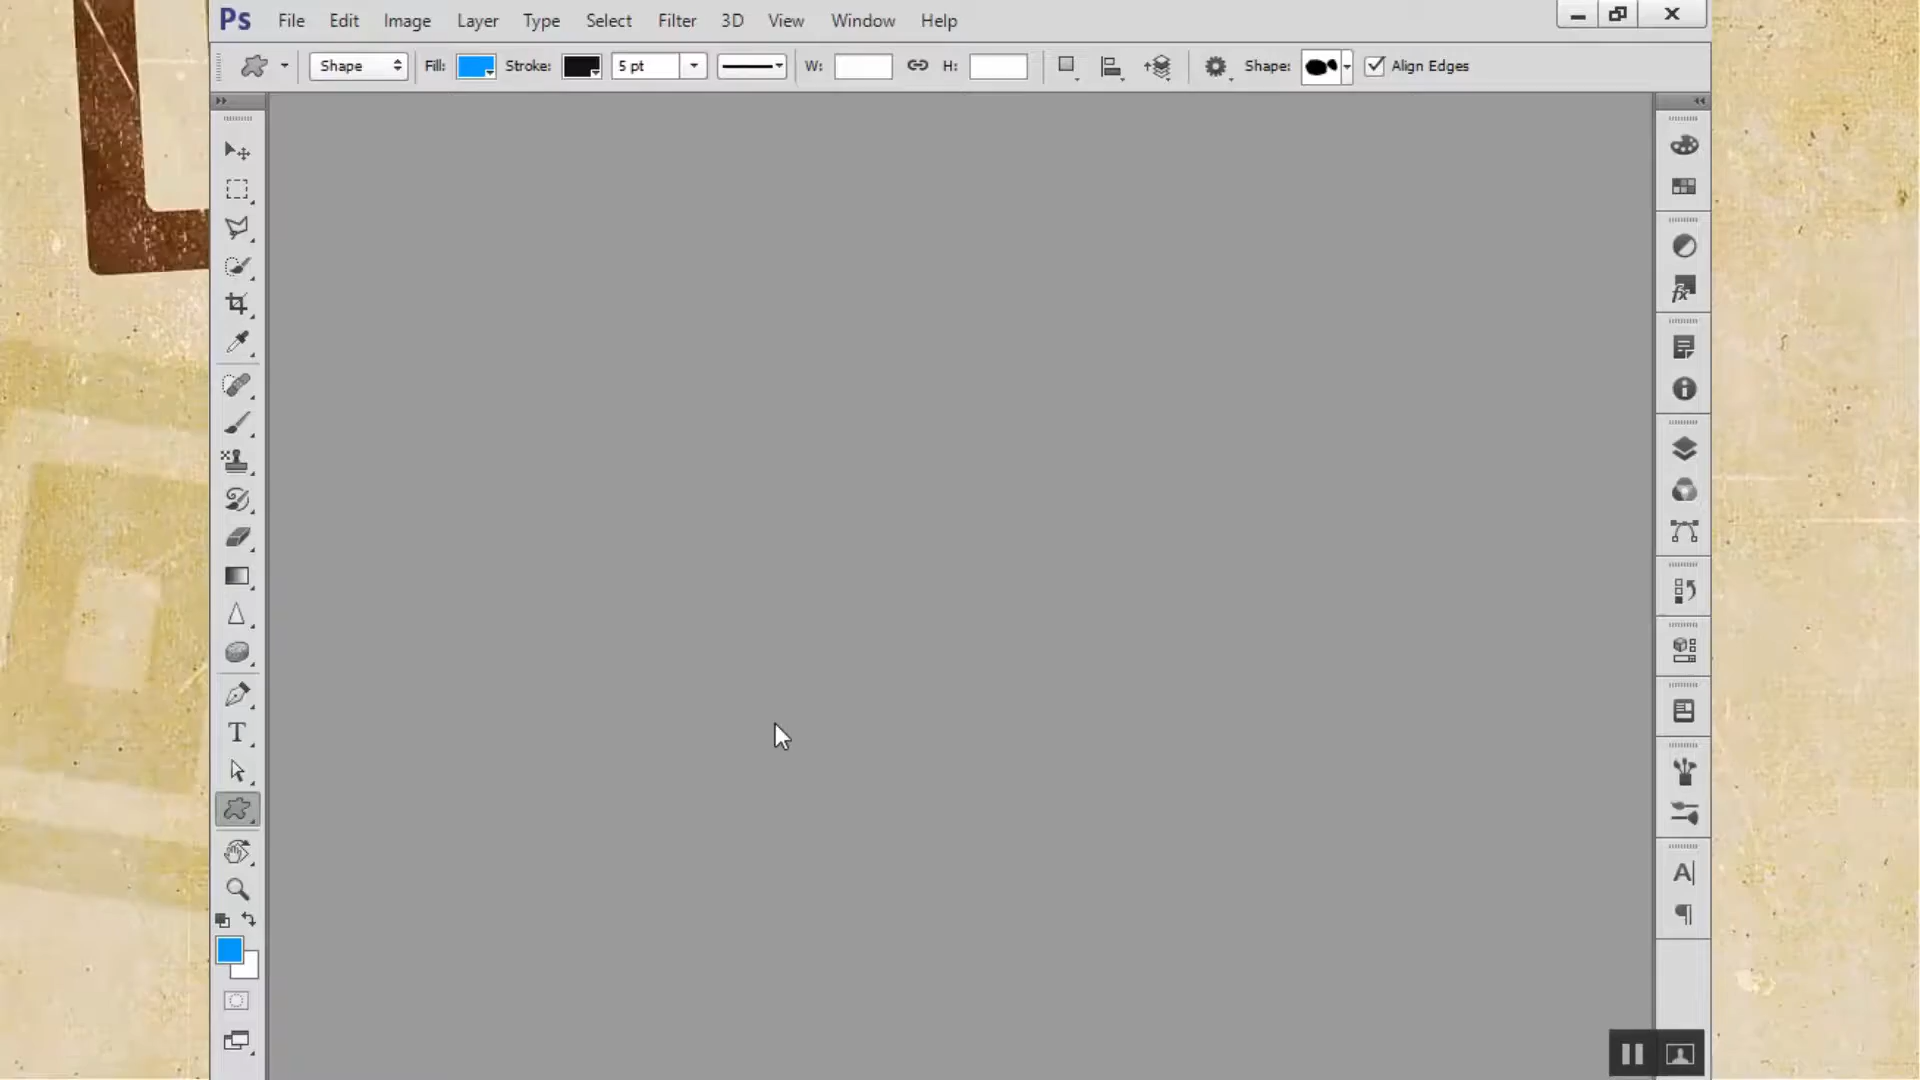 Ps File Edit Image Layer Type Select Filter 3D View Window Help
Shape Fill: Stroke: 5 pt W: H: Shape: Align Edges